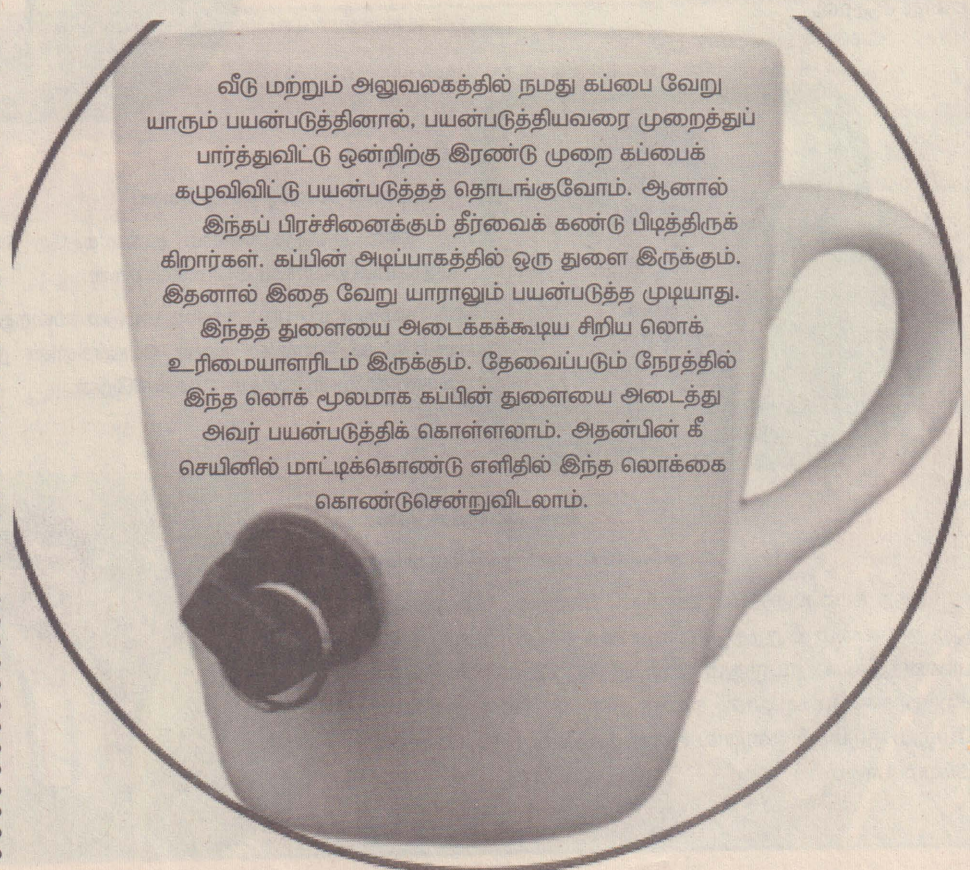 வீடு மற்றும் அலுவலகத்தில் நமது கப்பை வேறு
யாரும் பயன்படுத்தினால், பயன்படுத்தியவரை முறைத்துப்
பார்த்துவிட்டு ஒன்றிற்கு இரண்டு முறை கப்பைக்
கழுவிவிட்டு பயன்படுத்தத் தொடங்குவோம். ஆனால்
இந்தப் பிரச்சினைக்கும் தீர்வைக் கண்டு பிடித்திருக்
கிறார்கள். கப்பின் அடிப்பாகத்தில் ஒரு துளை இருக்கும்.
இதனால் இதை வேறு யாராலும் பயன்படுத்த முடியாது.
இந்தத் துளையை அடைக்கக்கூடிய சிறிய லொக்
உரிமையாளரிடம் இருக்கும். தேவைப்படும் நேரத்தில்
இந்த லொக் மூலமாக கப்பின் துளையை அடைத்து
அவர் பயன்படுத்திக் கொள்ளலாம். அதன்பின் கீ
செயினில் மாட்டிக்கொண்டு எளிதில் இந்த லொக்கை
கொண்டுசென்றுவிடலாம்.